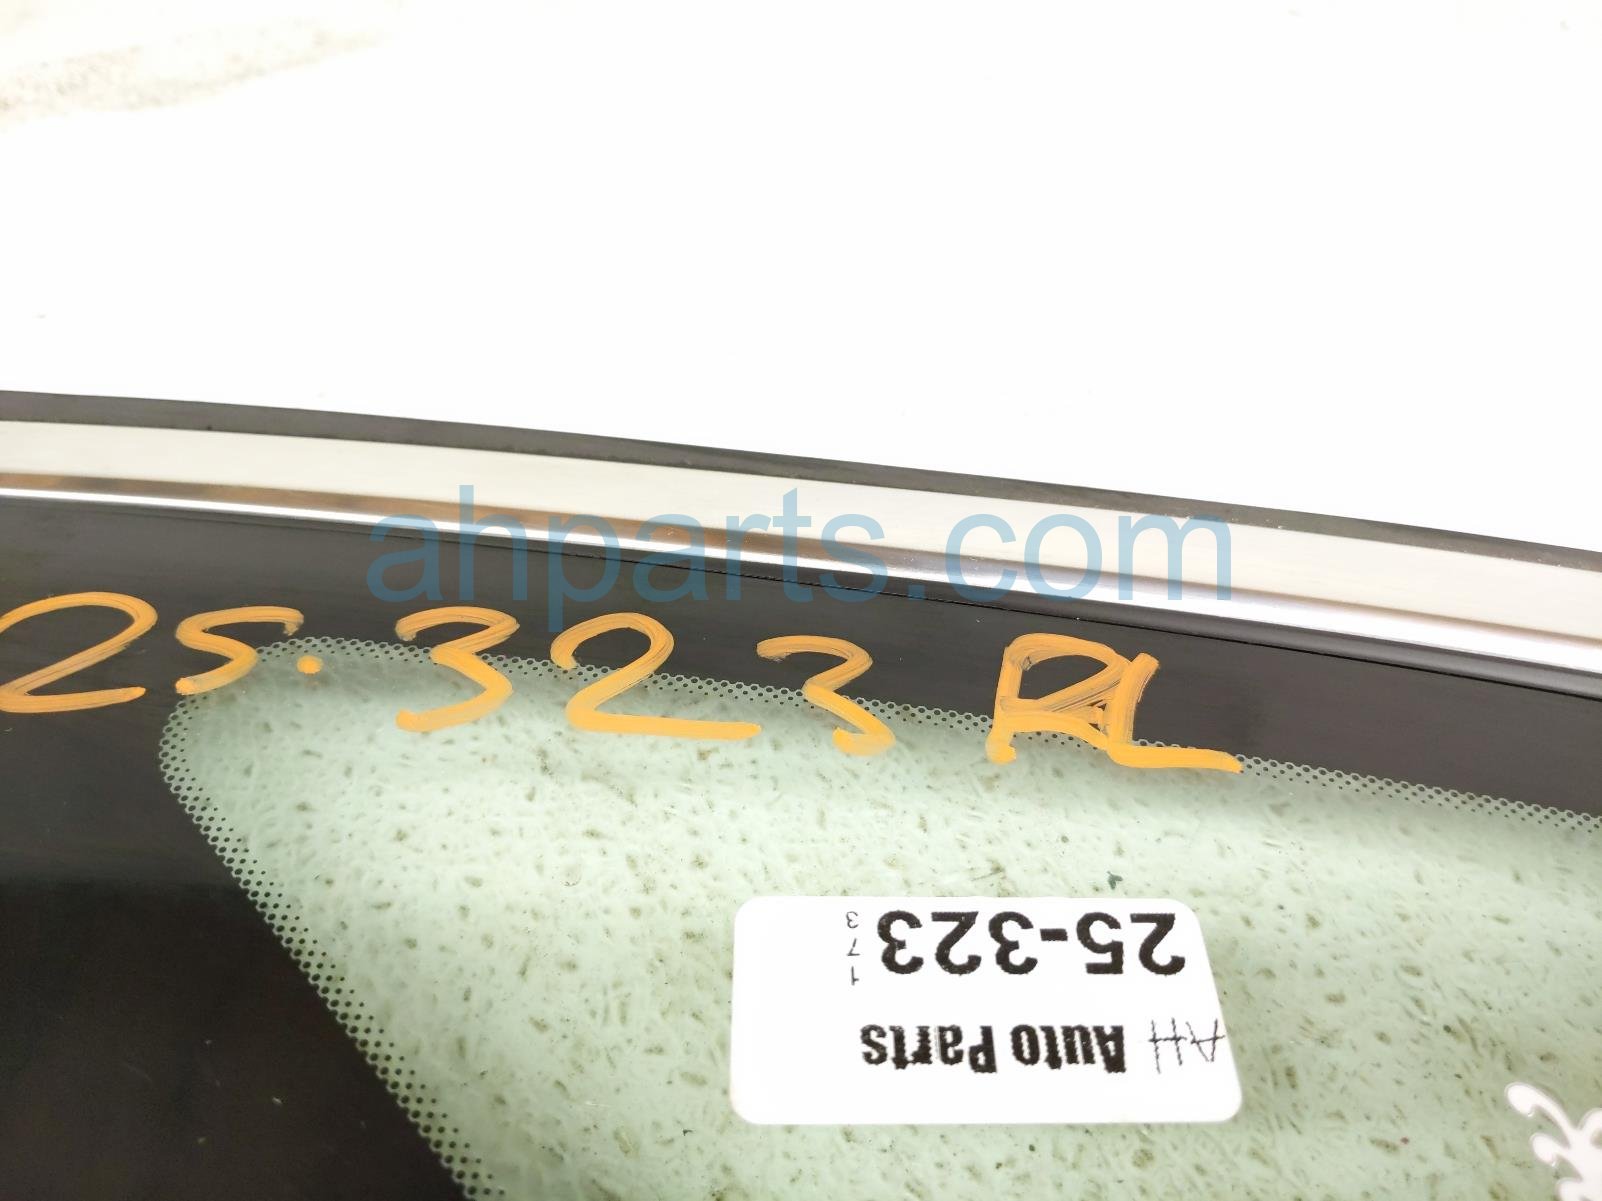 ahparts.com
25.323 RL
AH Auto Parts
25-323
173